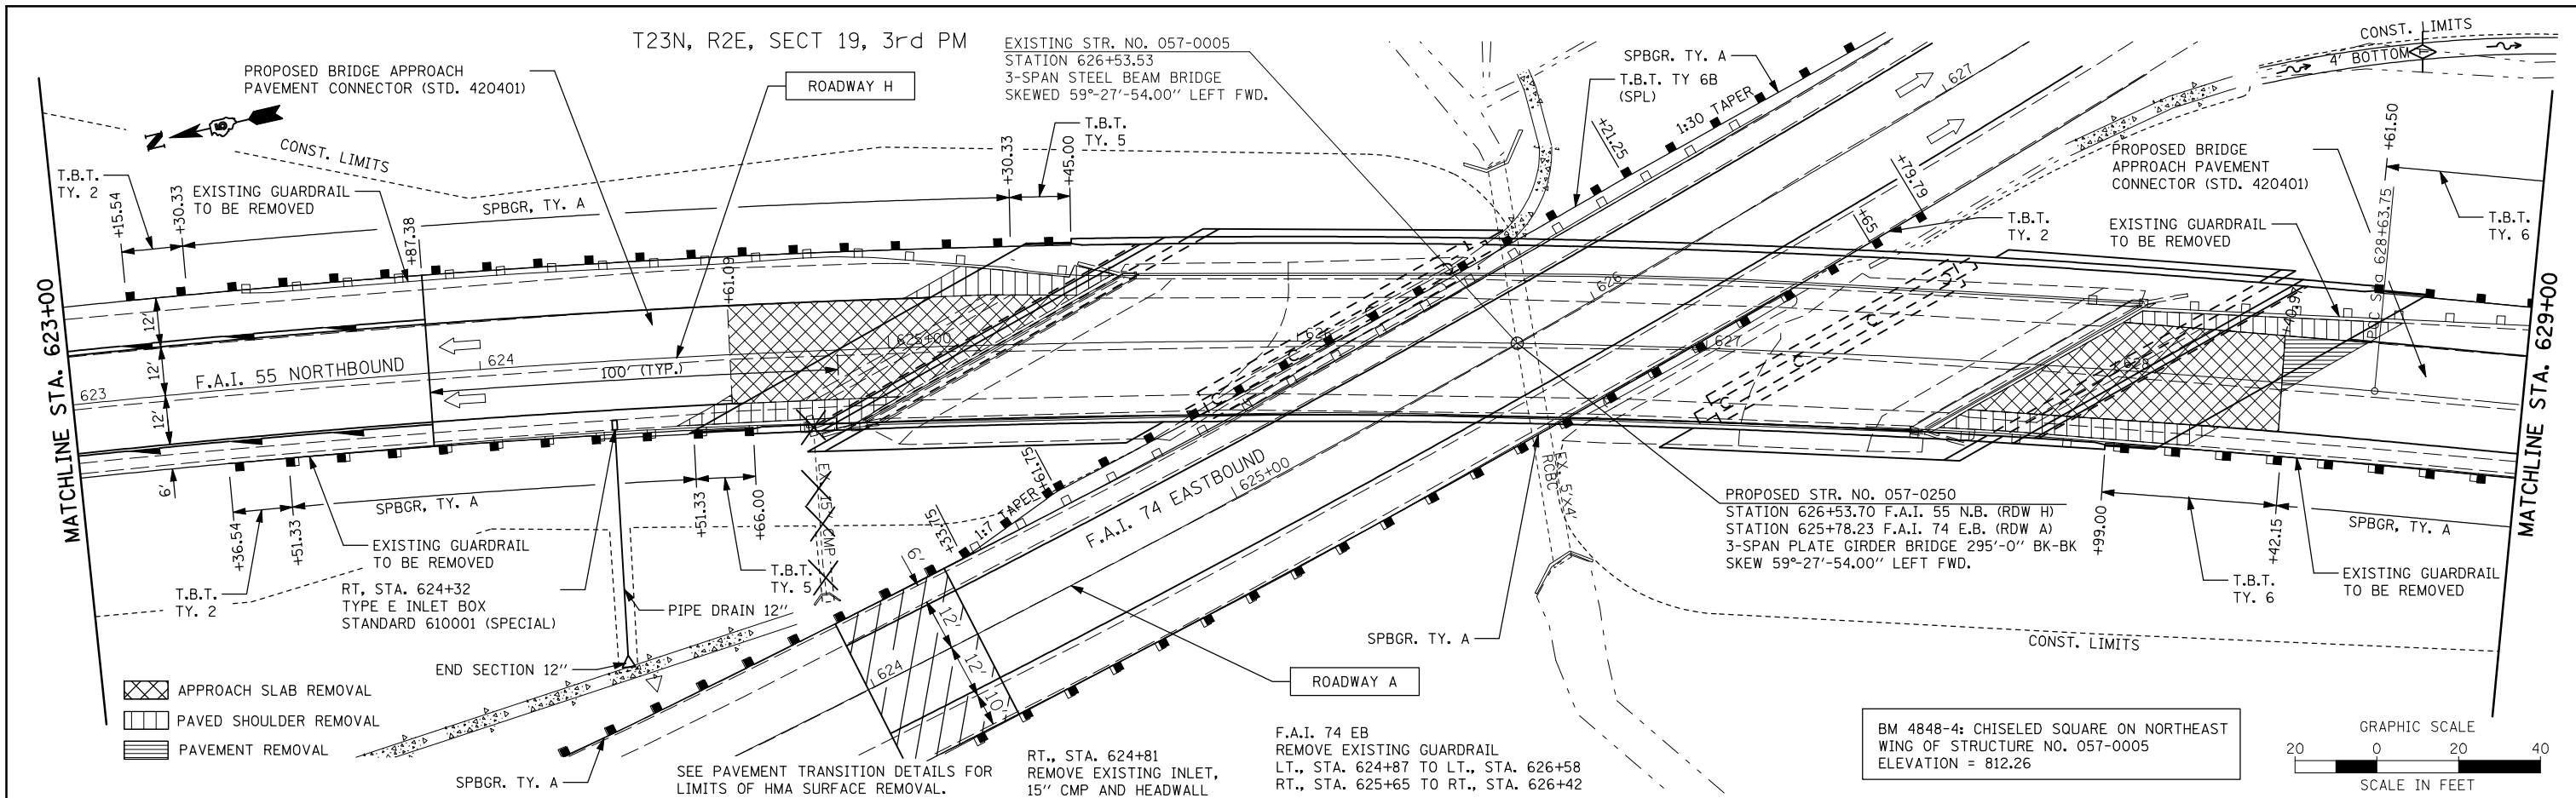 T23N, R2E, SECT 19, 3rd PM
EXISTING STR. NO. 057-0005
STATION 626+53.53
3-SPAN STEEL BEAM BRIDGE
SKEWED 59°-27'-54.00" LEFT FWD.
SPBGR. TY. A
T.B.T. TY 6B
(SPL)
1:30 TAPER
+21.25
627
CONST. LIMITS
4' BOTTOM
PROPOSED BRIDGE APPROACH
PAVEMENT CONNECTOR (STD. 420401)
ROADWAY H
N
CONST. LIMITS
T.B.T.
TY. 2
+15.54
+30.33
EXISTING GUARDRAIL
TO BE REMOVED
SPBGR, TY. A
+87.38
+30.33
+45.00
T.B.T.
TY. 5
+79.79
+65
T.B.T.
TY. 2
PROPOSED BRIDGE
APPROACH PAVEMENT
CONNECTOR (STD. 420401)
EXISTING GUARDRAIL
TO BE REMOVED
+61.50
T.B.T.
TY. 6
MATCHLINE STA. 623+00
12'
12'
12'
6'
623
F.A.I. 55 NORTHBOUND
624
100' (TYP.)
+61.09
625+00
626
626
627
628
+40.97
POC Sta 628+63.75
MATCHLINE STA. 629+00
+36.54
+51.33
SPBGR, TY. A
+51.33
+66.00
T.B.T.
TY. 2
EXISTING GUARDRAIL
TO BE REMOVED
RT, STA. 624+32
TYPE E INLET BOX
STANDARD 610001 (SPECIAL)
PIPE DRAIN 12"
END SECTION 12"
T.B.T.
TY. 5
EX. 15" CMP
+33.75
1:7 TAPER
+61.75
F.A.I. 74 EASTBOUND
625+00
624
6'
12'
12'
10'
EX. 5'X4'
RCBC
PROPOSED STR. NO. 057-0250
STATION 626+53.70 F.A.I. 55 N.B. (RDW H)
STATION 625+78.23 F.A.I. 74 E.B. (RDW A)
3-SPAN PLATE GIRDER BRIDGE 295'-0" BK-BK
SKEW 59°-27'-54.00" LEFT FWD.
+99.00
+42.15
SPBGR, TY. A
T.B.T.
TY. 6
EXISTING GUARDRAIL
TO BE REMOVED
CONST. LIMITS
SPBGR. TY. A
ROADWAY A
APPROACH SLAB REMOVAL
PAVED SHOULDER REMOVAL
PAVEMENT REMOVAL
SPBGR. TY. A
SEE PAVEMENT TRANSITION DETAILS FOR
LIMITS OF HMA SURFACE REMOVAL.
RT., STA. 624+81
REMOVE EXISTING INLET,
15" CMP AND HEADWALL
F.A.I. 74 EB
REMOVE EXISTING GUARDRAIL
LT., STA. 624+87 TO LT., STA. 626+58
RT., STA. 625+65 TO RT., STA. 626+42
BM 4848-4: CHISELED SQUARE ON NORTHEAST
WING OF STRUCTURE NO. 057-0005
ELEVATION = 812.26
GRAPHIC SCALE
20 0 20 40
SCALE IN FEET